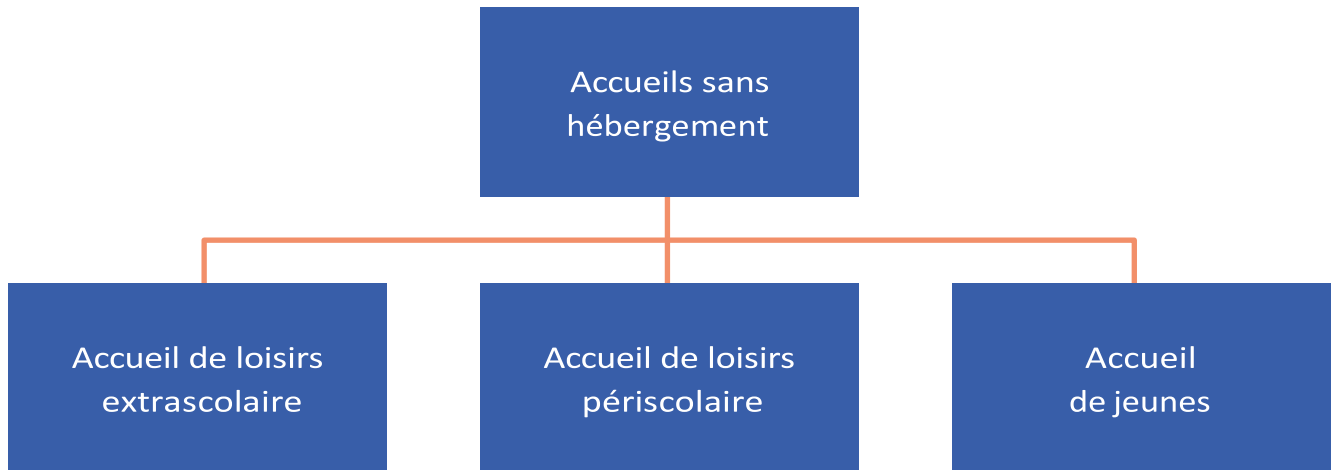 Accueils sans
hébergement
Accueil de loisirs
extrascolaire
Accueil de loisirs
périscolaire
Accueil
de jeunes